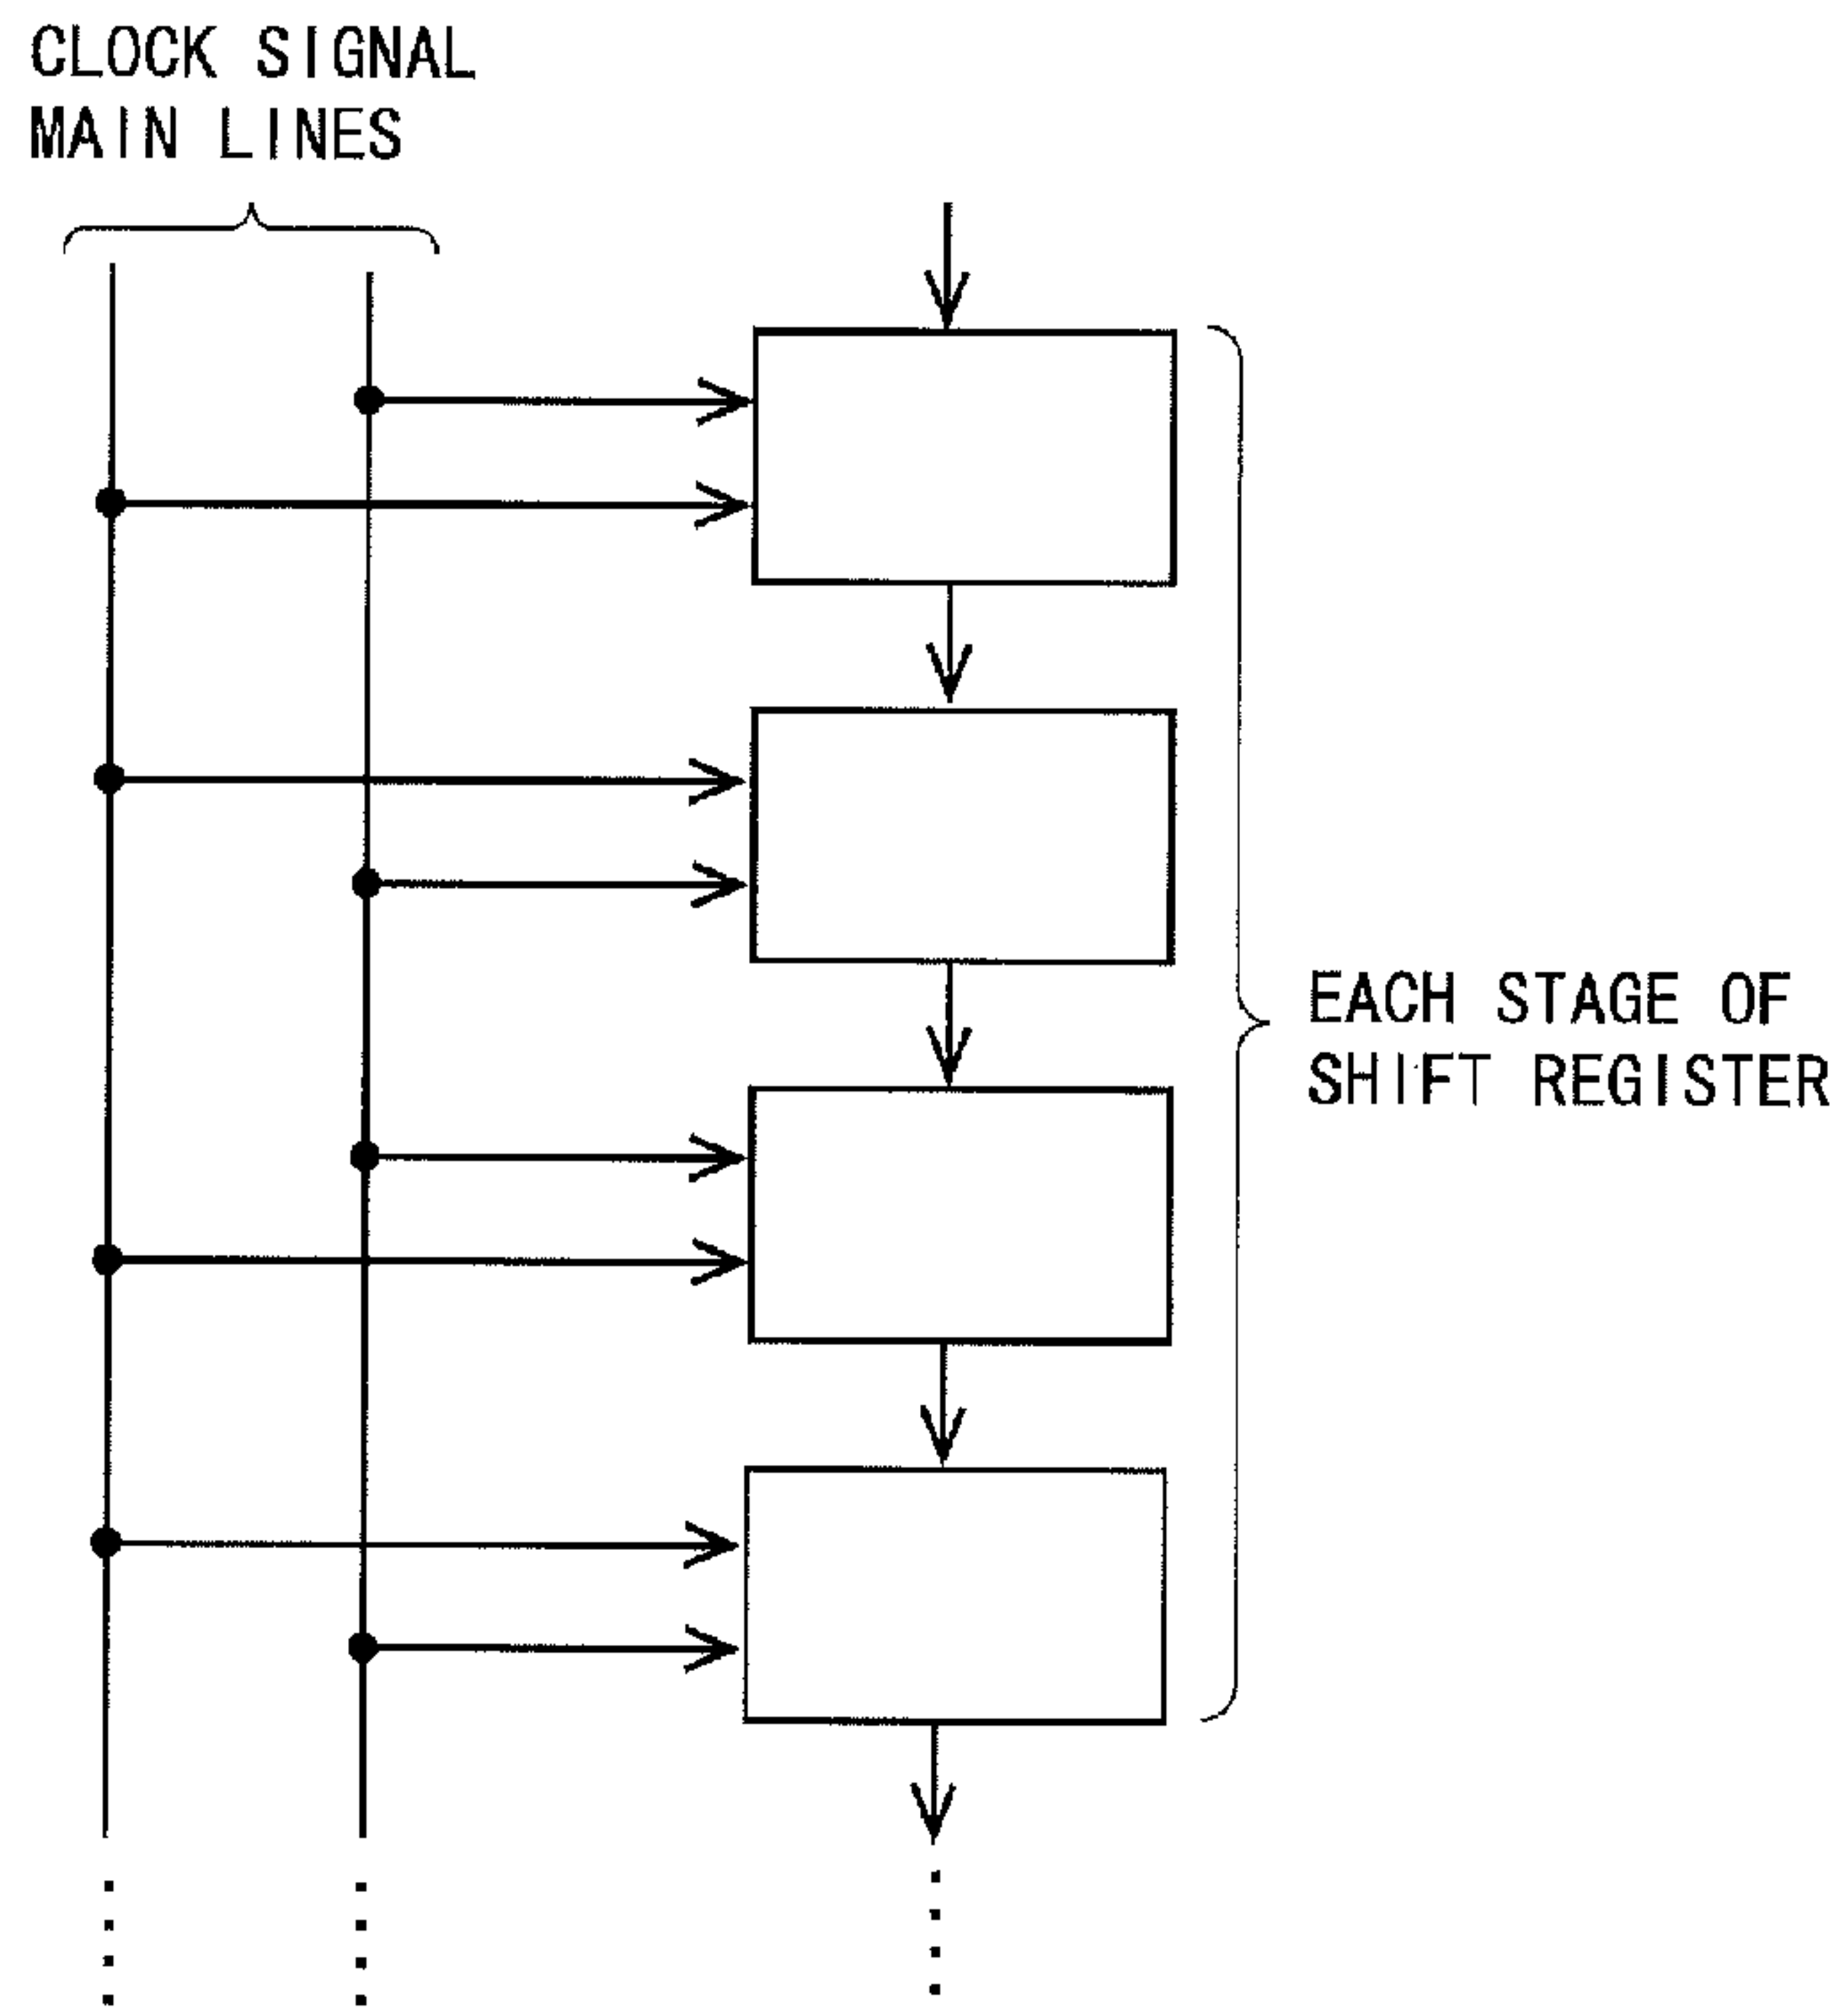 CLOCK SIGNAL
MAIN LINES
EACH STAGE OF
SHIFT REGISTER